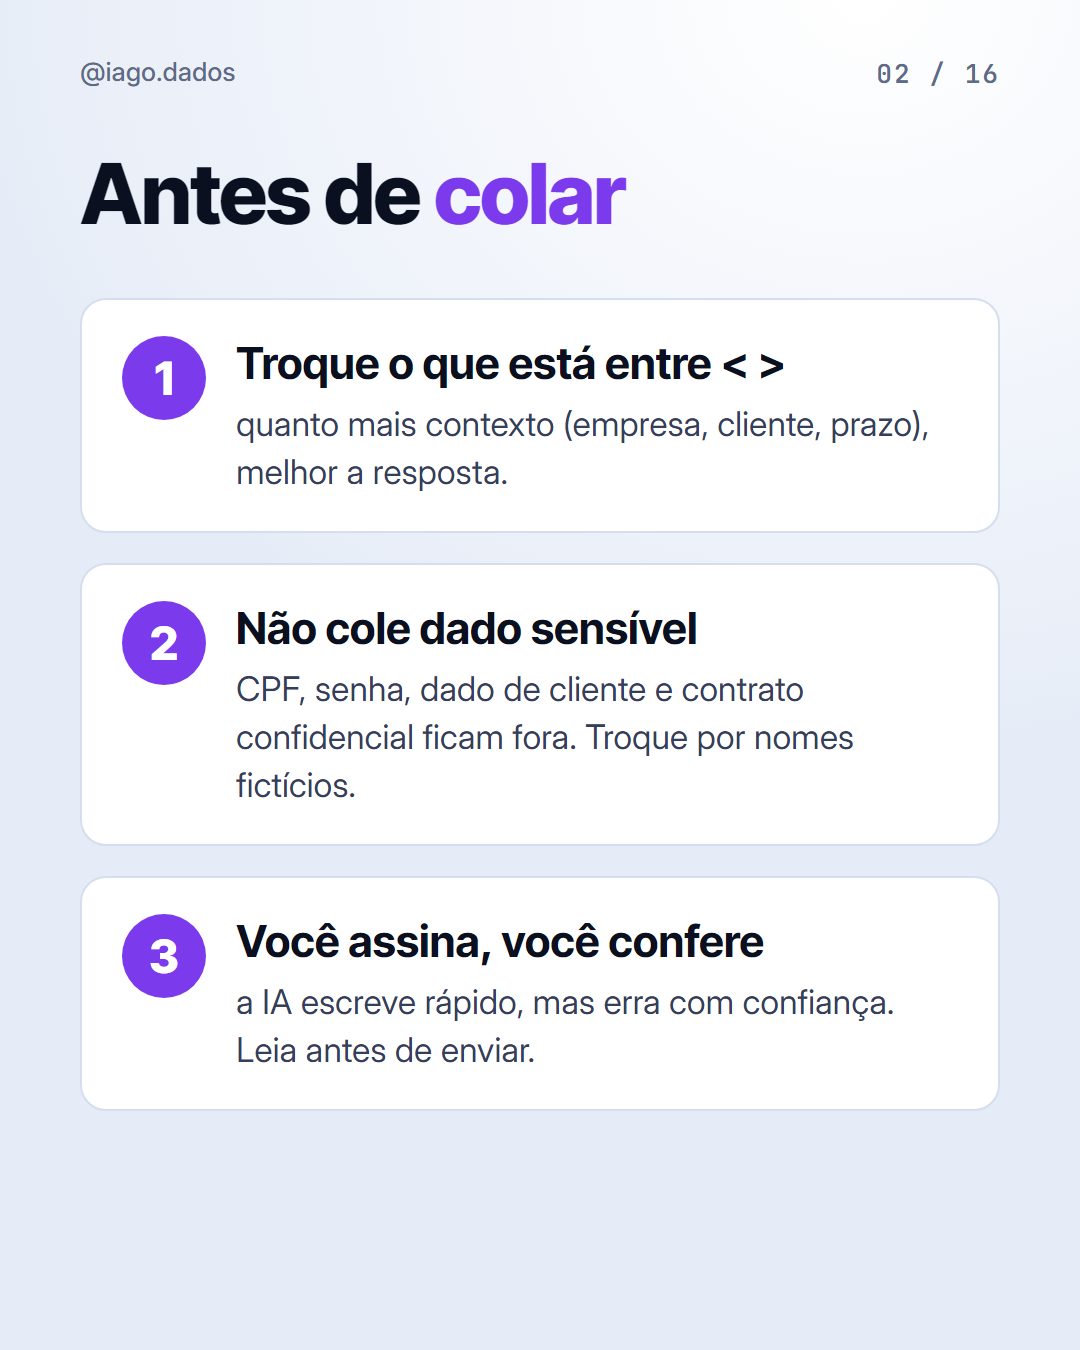 @iago.dados
02 / 16
Antes de colar
1
Troque o que está entre < >
quanto mais contexto (empresa, cliente, prazo),
melhor a resposta.
2
Não cole dado sensível
CPF, senha, dado de cliente e contrato
confidencial ficam fora. Troque por nomes
fictícios.
3
Você assina, você confere
a IA escreve rápido, mas erra com confiança.
Leia antes de enviar.